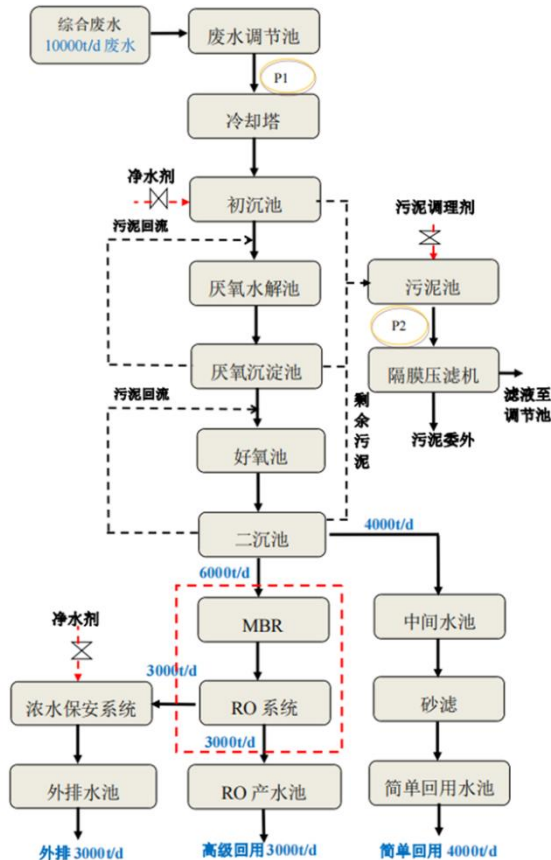 综合废水
10000t/d 废水
废水调节池
P1
冷却塔
净水剂
初沉池
污泥调理剂
污泥回流
厌氧水解池
污泥池
P2
厌氧沉淀池
隔膜压滤机
污泥回流
剩余污泥
滤液至
调节池
好氧池
污泥委外
二沉池
4000t/d
6000t/d
净水剂
MBR
中间水池
3000t/d
浓水保安系统
RO 系统
砂滤
3000t/d
外排水池
RO 产水池
简单回用水池
外排 3000t/d
高级回用 3000t/d
简单回用 4000t/d